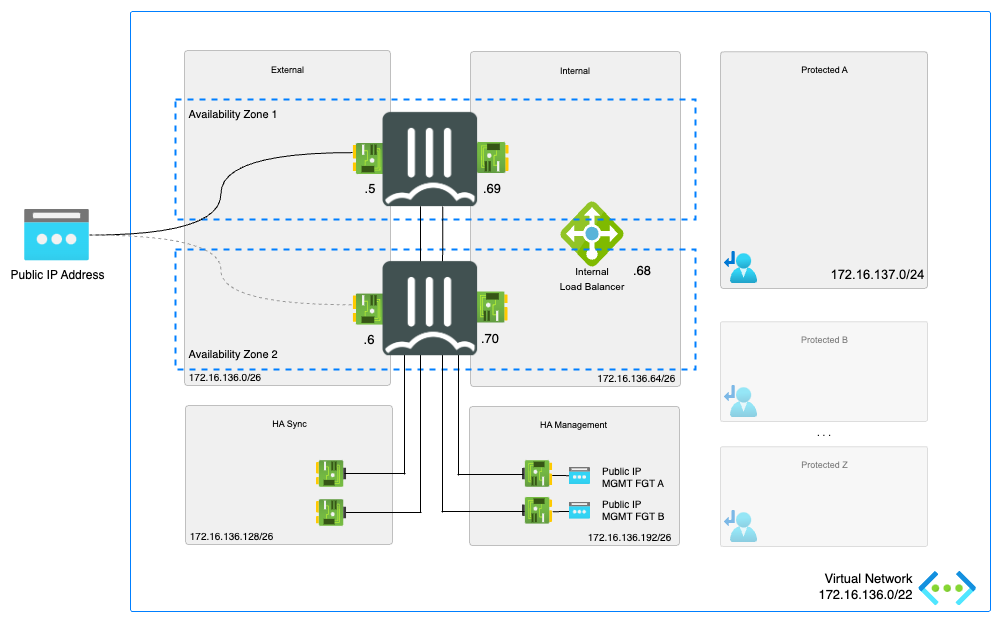 External
Internal
Protected A
Availability Zone 1
.5
.69
Public IP Address
Internal
Load Balancer
.68
172.16.137.0/24
.6
.70
Availability Zone 2
172.16.136.0/26
172.16.136.64/26
Protected B
...
HA Sync
HA Management
Protected Z
Public IP
MGMT FGT A
Public IP
MGMT FGT B
172.16.136.128/26
172.16.136.192/26
Virtual Network
172.16.136.0/22